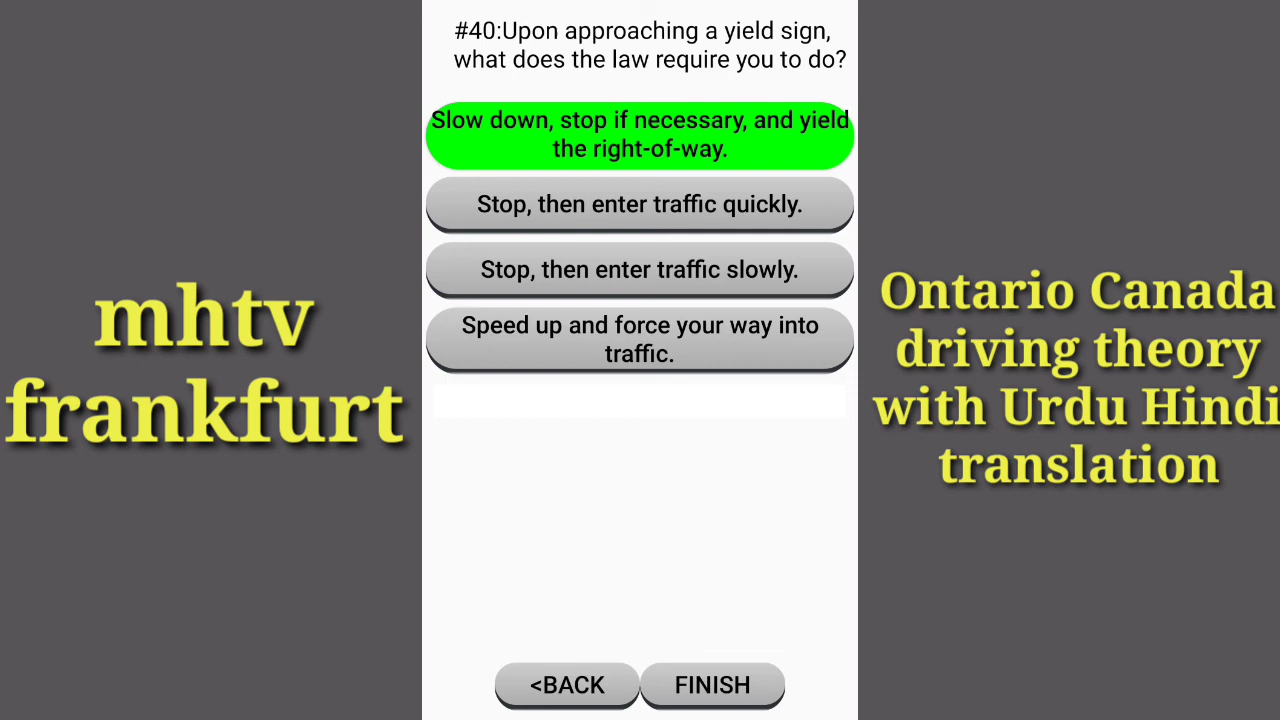 #40:Upon approaching a yield sign,
what does the law require you to do?
Slow down, stop if necessary, and yield
the right-of-way.
Stop, then enter traffic quickly.
Stop, then enter traffic slowly.
Speed up and force your way into
traffic.
<BACK
FINISH
mhtv
frankfurt
Ontario Canada
driving theory
with Urdu Hindi
translation